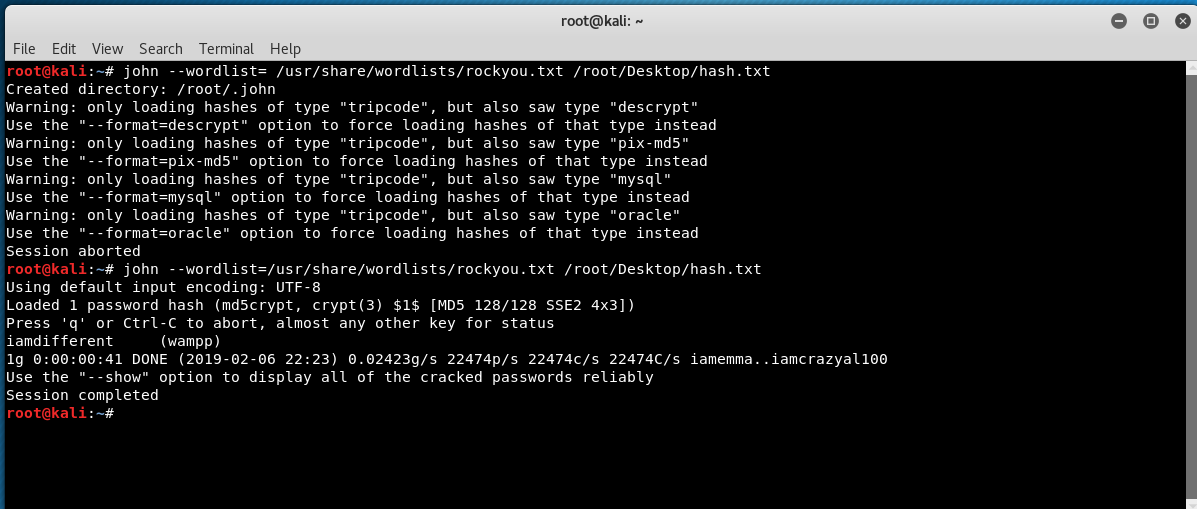 root@kali: ~
File Edit View Search Terminal Help
root@kali:~# john --wordlist= /usr/share/wordlists/rockyou.txt /root/Desktop/hash.txt
Created directory: /root/.john
Warning: only loading hashes of type "tripcode", but also saw type "descrypt"
Use the "--format=descrypt" option to force loading hashes of that type instead
Warning: only loading hashes of type "tripcode", but also saw type "pix-md5"
Use the "--format=pix-md5" option to force loading hashes of that type instead
Warning: only loading hashes of type "tripcode", but also saw type "mysql"
Use the "--format=mysql" option to force loading hashes of that type instead
Warning: only loading hashes of type "tripcode", but also saw type "oracle"
Use the "--format=oracle" option to force loading hashes of that type instead
Session aborted
root@kali:~# john --wordlist=/usr/share/wordlists/rockyou.txt /root/Desktop/hash.txt
Using default input encoding: UTF-8
Loaded 1 password hash (md5crypt, crypt(3) $1$ [MD5 128/128 SSE2 4x3])
Press 'q' or Ctrl-C to abort, almost any other key for status
iamdifferent     (wampp)
1g 0:00:00:41 DONE (2019-02-06 22:23) 0.02423g/s 22474p/s 22474c/s 22474C/s iamemma..iamcrazyal100
Use the "--show" option to display all of the cracked passwords reliably
Session completed
root@kali:~#